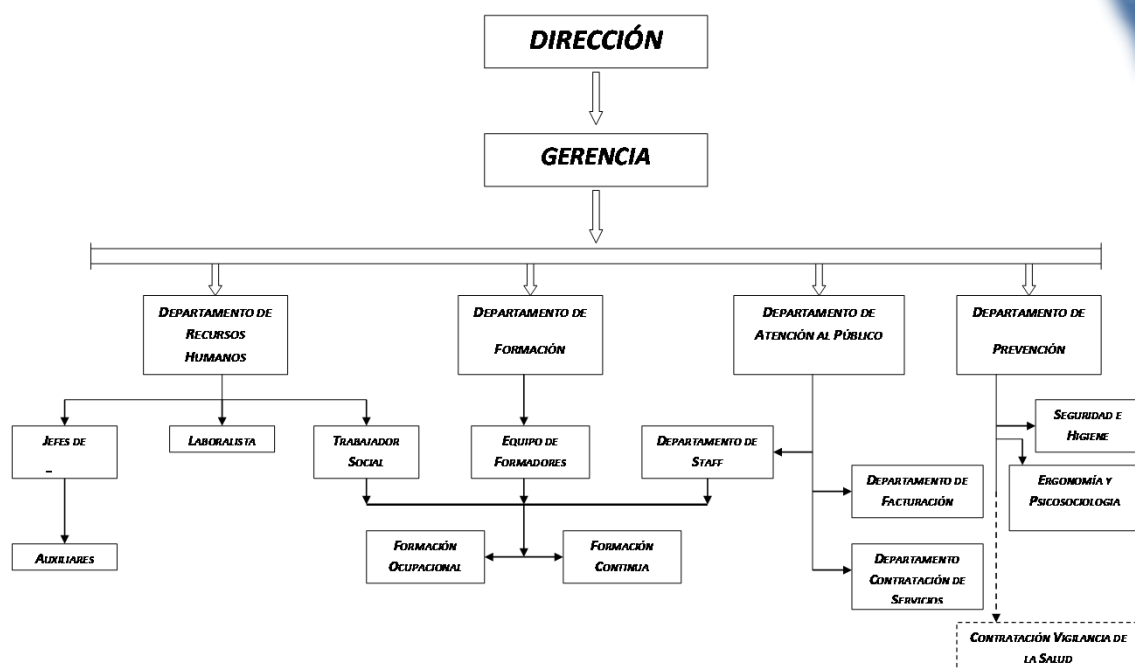 DIRECCIÓN
GERENCIA
DEPARTAMENTO DE
RECURSOS
HUMANOS
DEPARTAMENTO DE
FORMACIÓN
DEPARTAMENTO DE
ATENCIÓN AL PÚBLICO
DEPARTAMENTO DE
PREVENCIÓN
JEFES DE
LABORALISTA
TRABAJADOR
SOCIAL
EQUIPO DE
FORMADORES
DEPARTAMENTO DE
STAFF
SEGURIDAD E
HIGIENE
DEPARTAMENTO DE
FACTURACIÓN
ERGONOMÍA Y
PSICOSOCIOLOGIA
AUXILIARES
FORMACIÓN
OCUPACIONAL
FORMACIÓN
CONTINUA
DEPARTAMENTO
CONTRATACIÓN DE
SERVICIOS
CONTRATACIÓN VIGILANCIA DE
LA SALUD